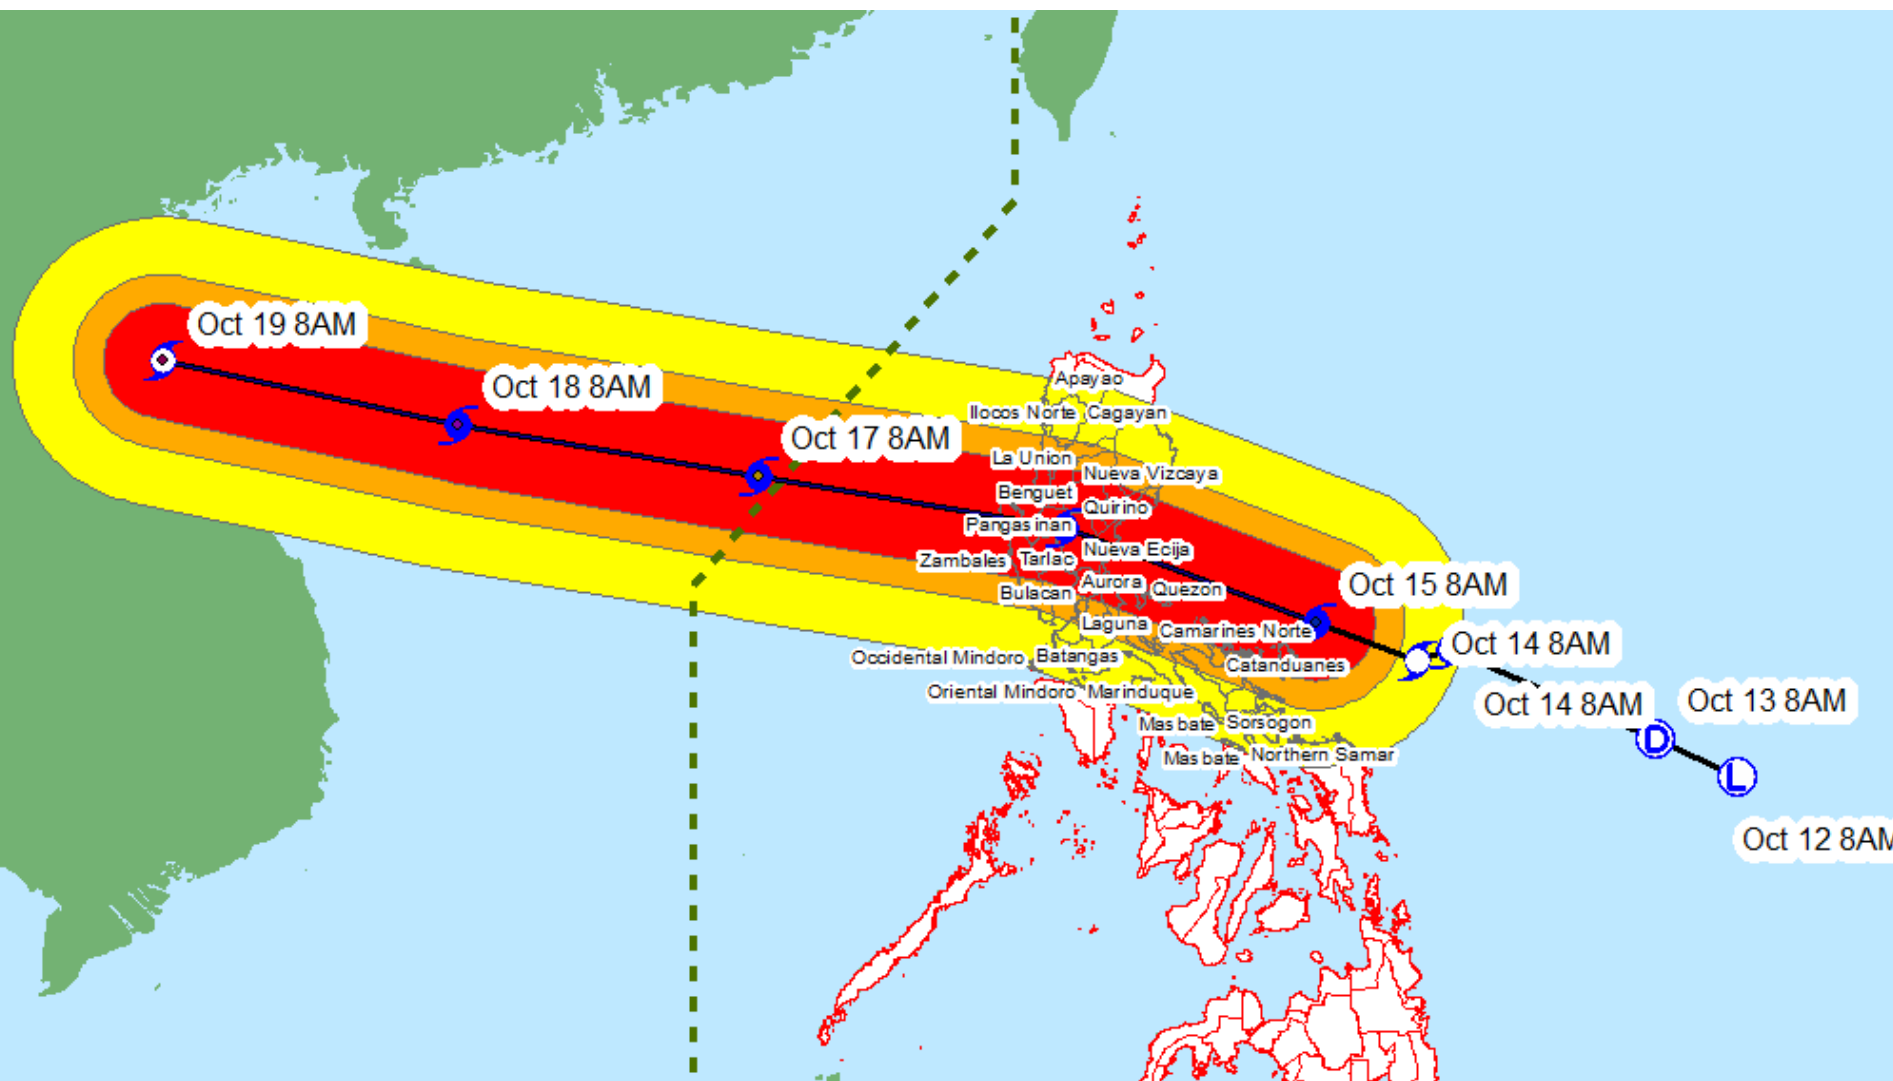 Oct 19 8AM
Oct 18 8AM
Oct 17 8AM
Apayao
Ilocos Norte
Cagayan
La Union
Nueva Vizcaya
Benguet
Quirino
Pangasinan
Nueva Ecija
Zambales
Tarlac
Aurora
Quezon
Bulacan
Oct 15 8AM
Laguna
Camarines Norte
Oct 14 8AM
Occidental Mindoro
Batangas
Catanduanes
Oriental Mindoro
Marinduque
Oct 14 8AM
Oct 13 8AM
Masbate
Sorsogon
Masbate
Northern Samar
D
L
Oct 12 8AM